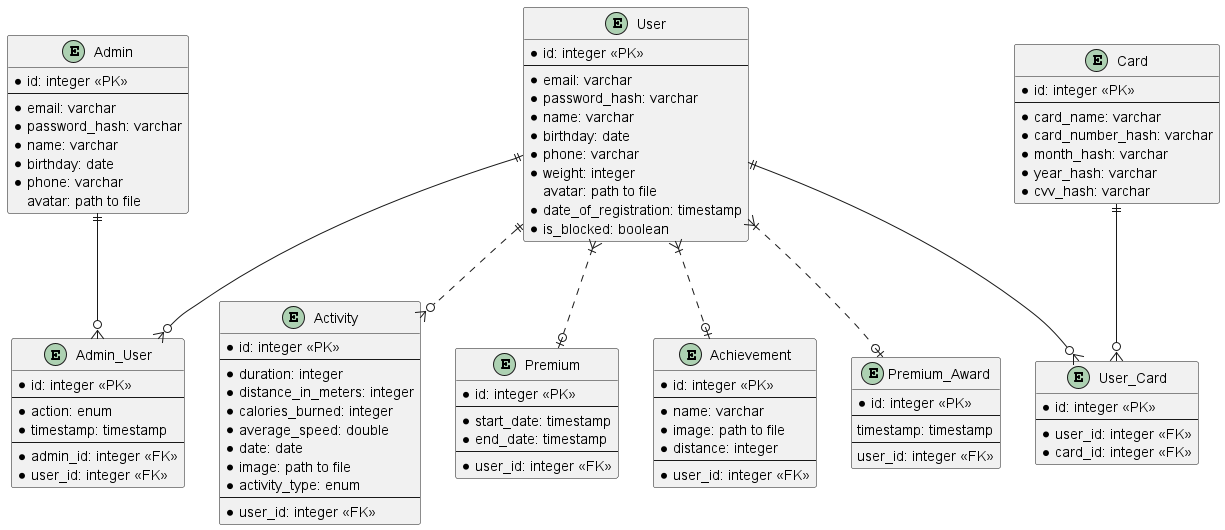 E Admin
id: integer «PK»
email: varchar
password_hash: varchar
name: varchar
birthday: date
phone: varchar
avatar: path to file
E User
id: integer «PK»
email: varchar
password_hash: varchar
name: varchar
birthday: date
phone: varchar
weight: integer
avatar: path to file
date_of_registration: timestamp
is_blocked: boolean
E Card
id: integer «PK»
card_name: varchar
card_number_hash: varchar
month_hash: varchar
year_hash: varchar
cvv_hash: varchar
E Admin_User
id: integer «PK»
action: enum
timestamp: timestamp
admin_id: integer «FK»
user_id: integer «FK»
E Activity
id: integer «PK»
duration: integer
distance_in_meters: integer
calories_burned: integer
average_speed: double
date: date
image: path to file
activity_type: enum
user_id: integer «FK»
E Premium
id: integer «PK»
start_date: timestamp
end_date: timestamp
user_id: integer «FK»
E Achievement
id: integer «PK»
name: varchar
image: path to file
distance: integer
user_id: integer «FK»
E Premium_Award
id: integer «PK»
timestamp: timestamp
user_id: integer «FK»
E User_Card
id: integer «PK»
user_id: integer «FK»
card_id: integer «FK»